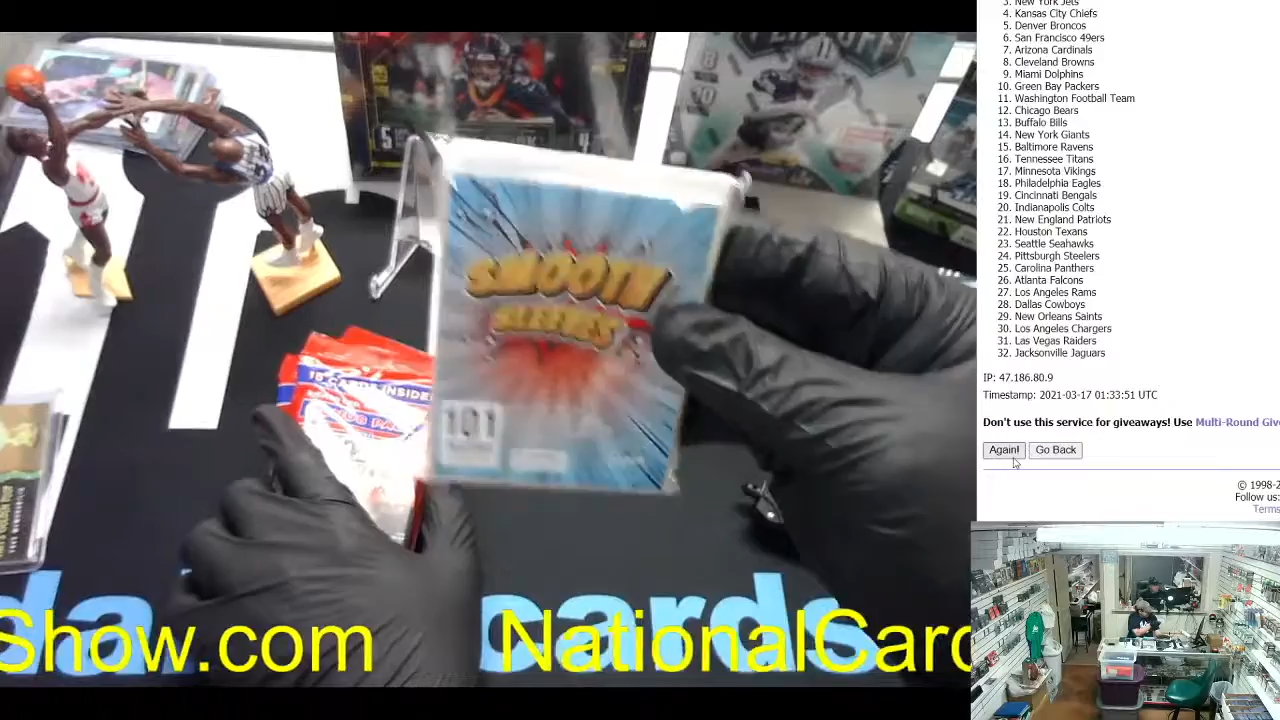 SMOOTH
SLEEVES
101
15 CARDS INSIDE
5
da cards
Show.com NationalCard
3. New York Jets
4. Kansas City Chiefs
5. Denver Broncos
6. San Francisco 49ers
7. Arizona Cardinals
8. Cleveland Browns
9. Miami Dolphins
10. Green Bay Packers
11. Washington Football Team
12. Chicago Bears
13. Buffalo Bills
14. New York Giants
15. Baltimore Ravens
16. Tennessee Titans
17. Minnesota Vikings
18. Philadelphia Eagles
19. Cincinnati Bengals
20. Indianapolis Colts
21. New England Patriots
22. Houston Texans
23. Seattle Seahawks
24. Pittsburgh Steelers
25. Carolina Panthers
26. Atlanta Falcons
27. Los Angeles Rams
28. Dallas Cowboys
29. New Orleans Saints
30. Los Angeles Chargers
31. Las Vegas Raiders
32. Jacksonville Jaguars
IP: 47.186.80.9
Timestamp: 2021-03-17 01:33:51 UTC
Don't use this service for giveaways! Use Multi-Round Give
Again! Go Back
© 1998-2
Follow us:
Terms